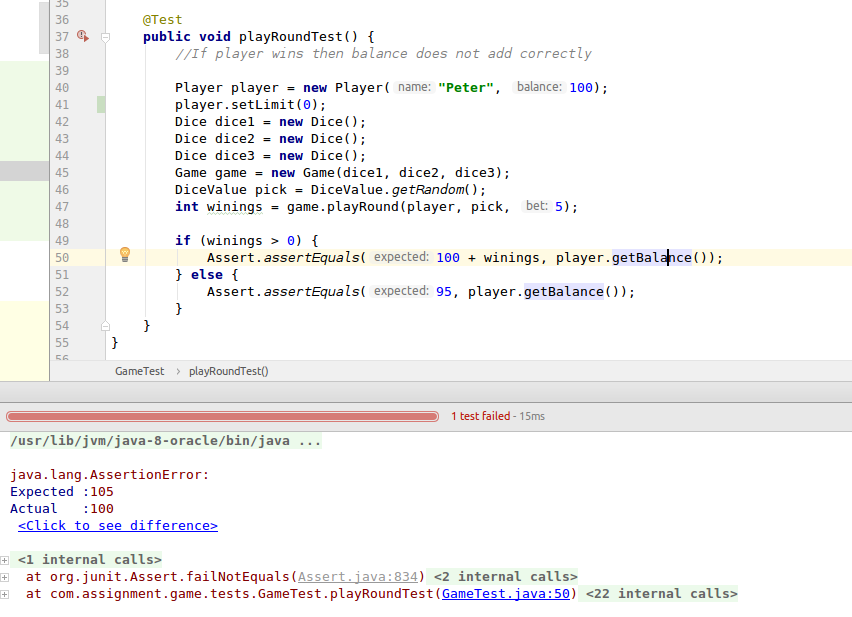 35
36 @Test
37 public void playRoundTest() {
38 //If player wins then balance does not add correctly
39
40 Player player = new Player( name: "Peter", balance: 100);
41 player.setLimit(0);
42 Dice dice1 = new Dice();
43 Dice dice2 = new Dice();
44 Dice dice3 = new Dice();
45 Game game = new Game(dice1, dice2, dice3);
46 DiceValue pick = DiceValue.getRandom();
47 int winings = game.playRound(player, pick, bet: 5);
48
49 if (winings > 0) {
50 Assert.assertEquals( expected: 100 + winings, player.getBalance());
51 } else {
52 Assert.assertEquals( expected: 95, player.getBalance());
53 }
54 }
55 }
56
GameTest › playRoundTest()
1 test failed - 15ms
/usr/lib/jvm/java-8-oracle/bin/java ...
java.lang.AssertionError:
Expected :105
Actual :100
<Click to see difference>
<1 internal calls>
at org.junit.Assert.failNotEquals(Assert.java:834) <2 internal calls>
at com.assignment.game.tests.GameTest.playRoundTest(GameTest.java:50) <22 internal calls>